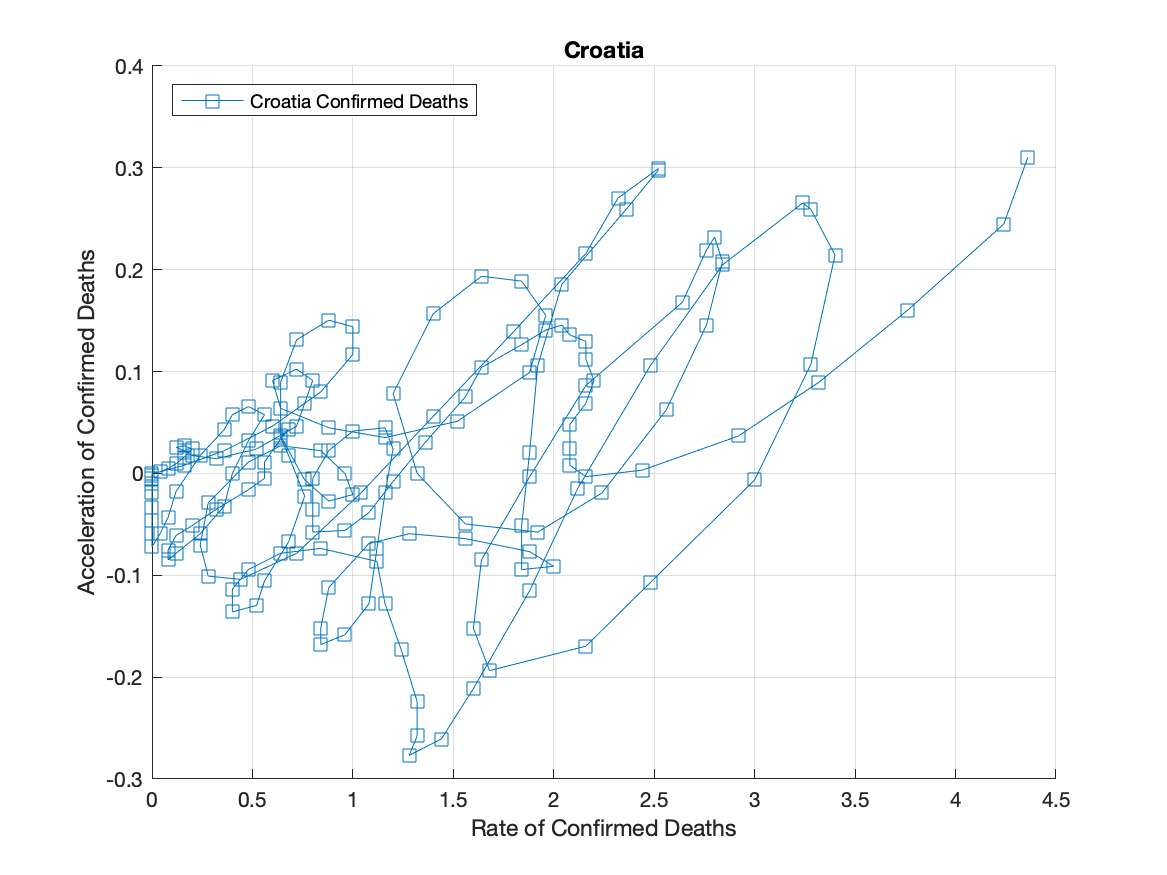 Croatia
Croatia Confirmed Deaths
0.4
0.3
0.2
0.1
0
-0.1
-0.2
-0.3
Acceleration of Confirmed Deaths
0 0.5 1 1.5 2 2.5 3 3.5 4 4.5
Rate of Confirmed Deaths